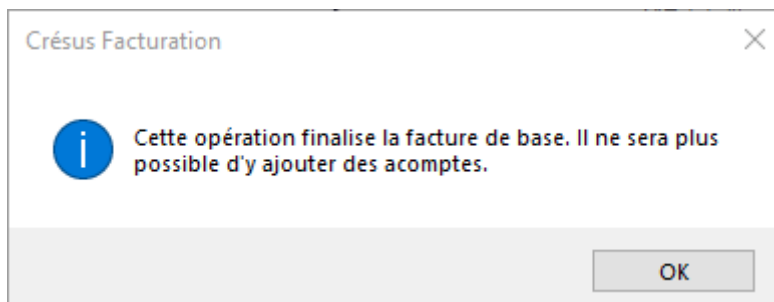 Crésus Facturation
Cette opération finalise la facture de base. Il ne sera plus
possible d'y ajouter des acomptes.
OK